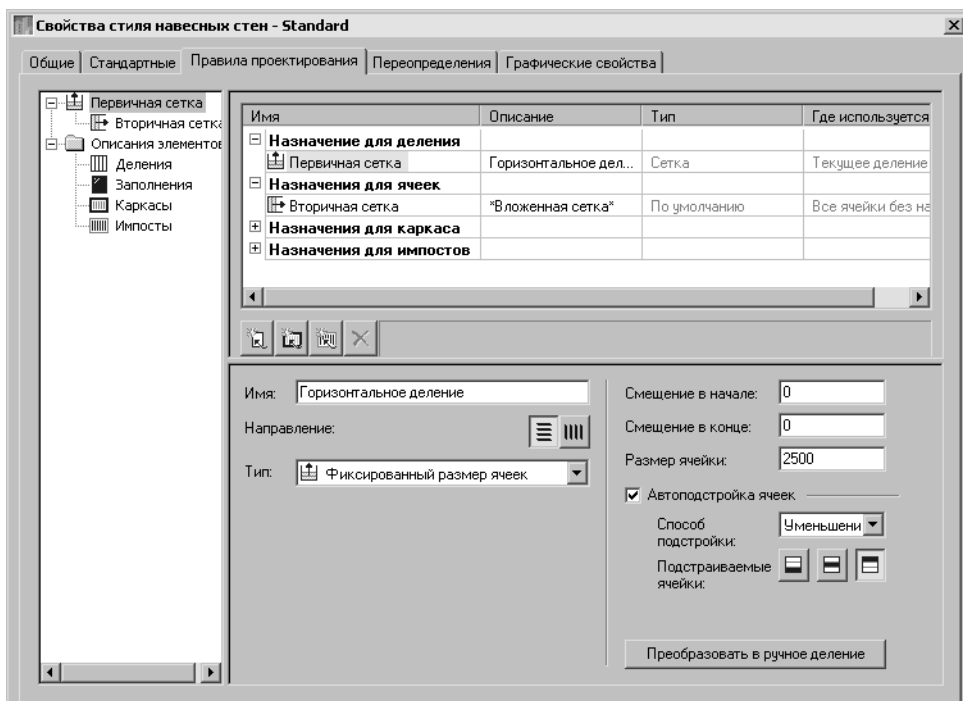 Свойства стиля навесных стен - Standard
Общие Стандартные Правила проектирования Переопределения Графические свойства
Первичная сетка
Вторичная сетка
Описания элементов
Деления
Заполнения
Каркасы
Импосты
Имя Описание Тип Где используется
Назначение для деления
Первичная сетка Горизонтальное дел... Сетка Текущее деление
Назначения для ячеек
Вторичная сетка *Вложенная сетка* По умолчанию Все ячейки без на
Назначения для каркаса
Назначения для импостов
Имя: Горизонтальное деление
Направление:
Тип: Фиксированный размер ячеек
Смещение в начале: 0
Смещение в конце: 0
Размер ячейки: 2500
Автоподстройка ячеек
Способ подстройки: Уменьшени
Подстраиваемые ячейки:
Преобразовать в ручное деление